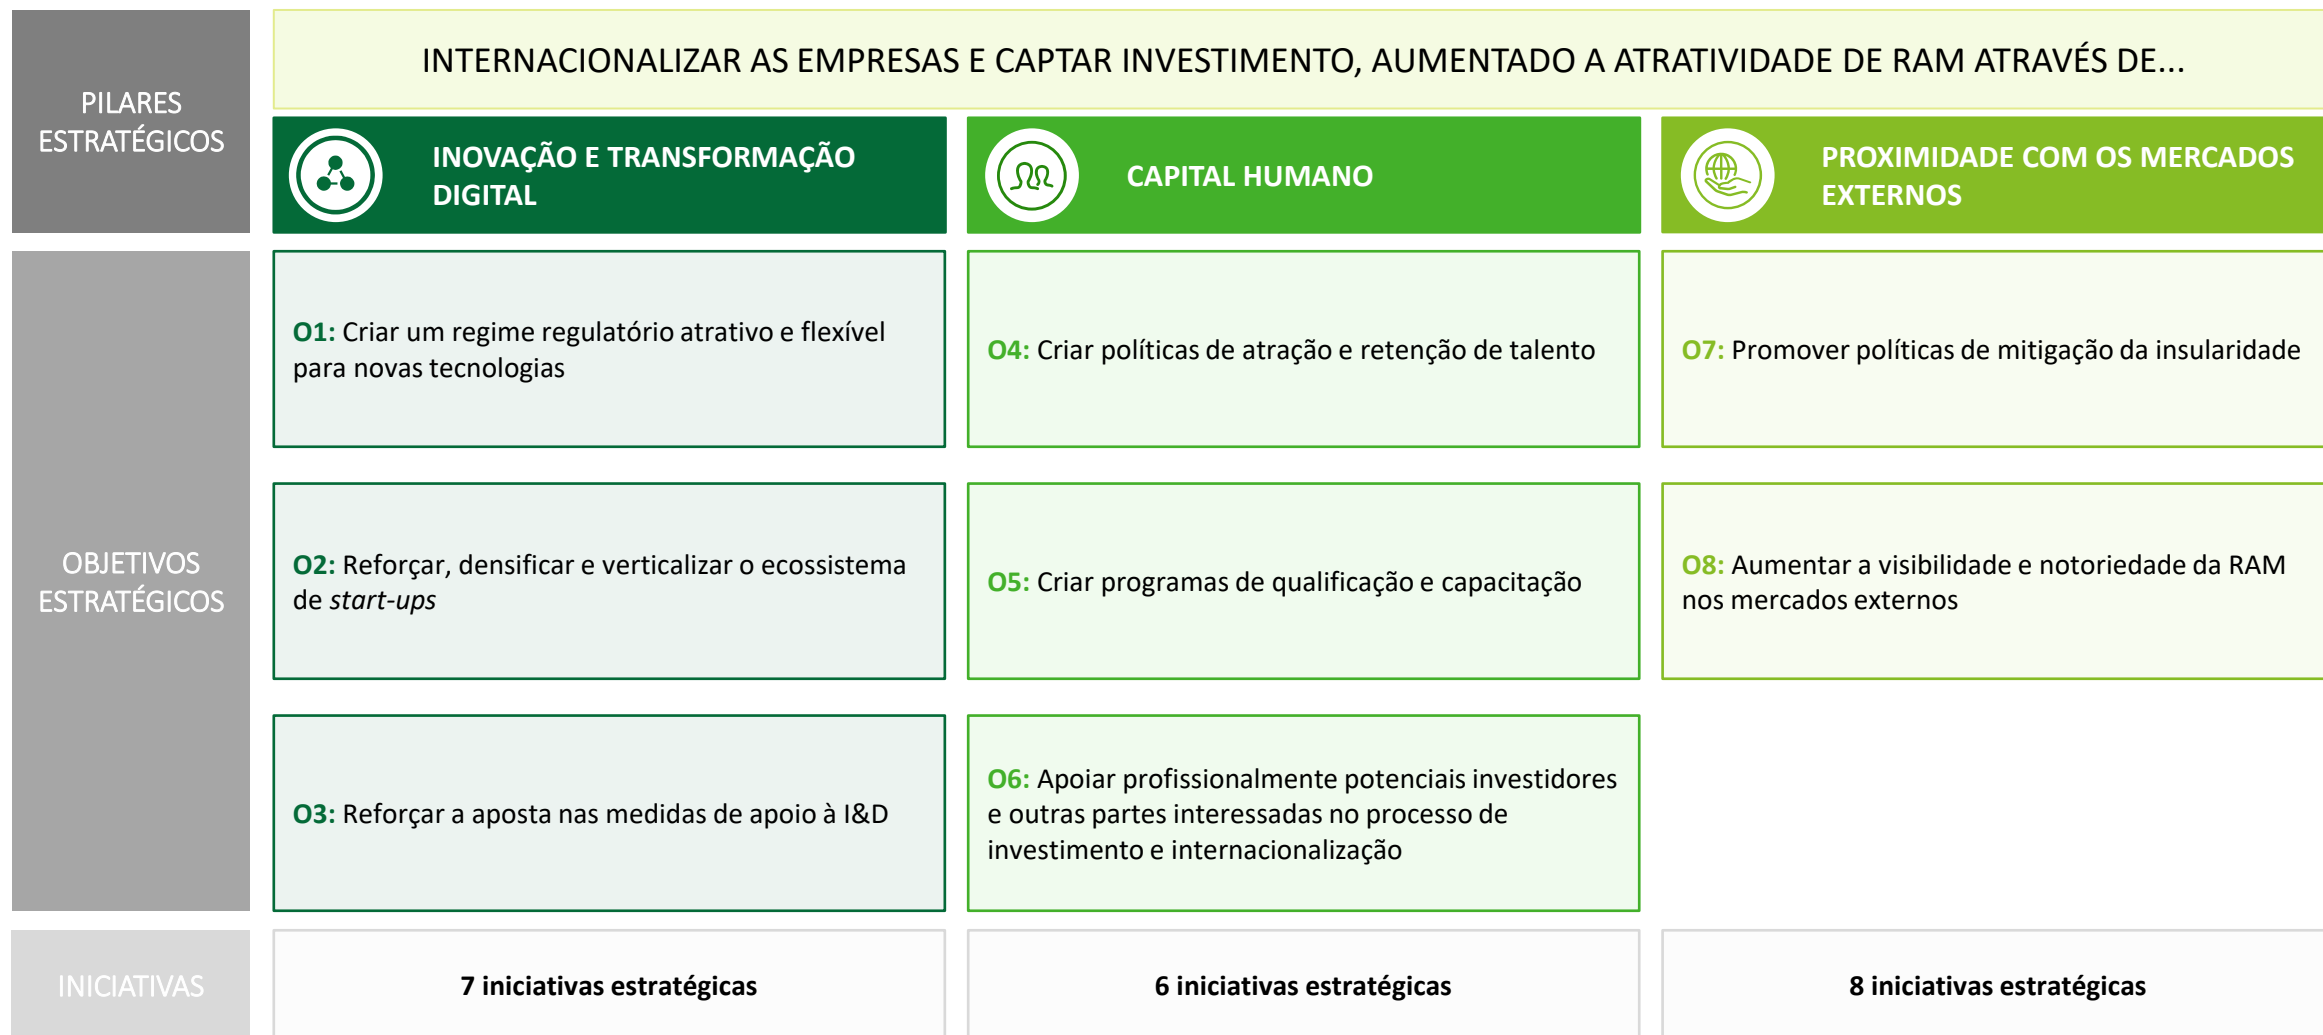 PILARES
ESTRATÉGICOS
INTERNACIONALIZAR AS EMPRESAS E CAPTAR INVESTIMENTO, AUMENTADO A ATRATIVIDADE DE RAM ATRAVÉS DE...
INOVAÇÃO E TRANSFORMAÇÃO
DIGITAL
CAPITAL HUMANO
PROXIMIDADE COM OS MERCADOS
EXTERNOS
OBJETIVOS
ESTRATÉGICOS
O1: Criar um regime regulatório atrativo e flexível
para novas tecnologias
O4: Criar políticas de atração e retenção de talento
O7: Promover políticas de mitigação da insularidade
O2: Reforçar, densificar e verticalizar o ecossistema
de start-ups
O5: Criar programas de qualificação e capacitação
O8: Aumentar a visibilidade e notoriedade da RAM
nos mercados externos
O3: Reforçar a aposta nas medidas de apoio à I&D
O6: Apoiar profissionalmente potenciais investidores
e outras partes interessadas no processo de
investimento e internacionalização
INICIATIVAS
7 iniciativas estratégicas
6 iniciativas estratégicas
8 iniciativas estratégicas